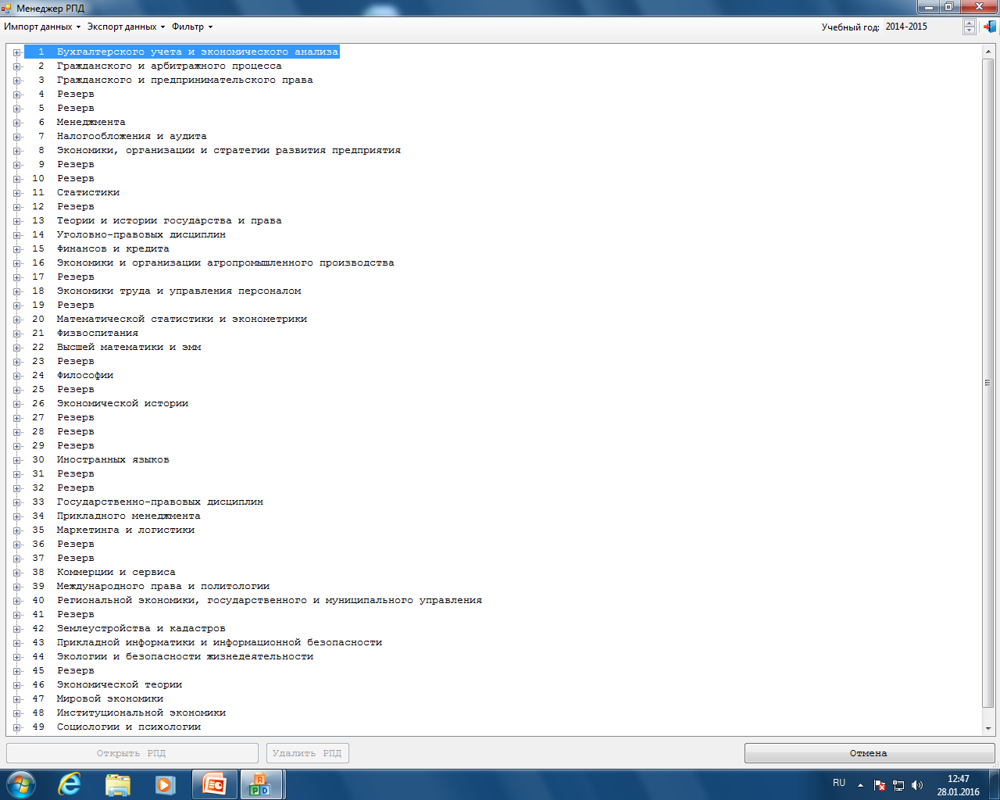 Менеджер РПД
Импорт данных Экспорт данных Фильтр Учебный год: 2014-2015
1 Бухгалтерского учета и экономического анализа
2 Гражданского и арбитражного процесса
3 Гражданского и предпринимательского права
4 Резерв
5 Резерв
6 Менеджмента
7 Налогообложения и аудита
8 Экономики, организации и стратегии развития предприятия
9 Резерв
10 Резерв
11 Статистики
12 Резерв
13 Теории и истории государства и права
14 Уголовно-правовых дисциплин
15 Финансов и кредита
16 Экономики и организации агропромышленного производства
17 Резерв
18 Экономики труда и управления персоналом
19 Резерв
20 Математической статистики и эконометрики
21 Физвоспитания
22 Высшей математики и эмм
23 Резерв
24 Философии
25 Резерв
26 Экономической истории
27 Резерв
28 Резерв
29 Резерв
30 Иностранных языков
31 Резерв
32 Резерв
33 Государственно-правовых дисциплин
34 Прикладного менеджмента
35 Маркетинга и логистики
36 Резерв
37 Резерв
38 Коммерции и сервиса
39 Международного права и политологии
40 Региональной экономики, государственного и муниципального управления
41 Резерв
42 Землеустройства и кадастров
43 Прикладной информатики и информационной безопасности
44 Экологии и безопасности жизнедеятельности
45 Резерв
46 Экономической теории
47 Мировой экономики
48 Институциональной экономики
49 Социологии и психологии
Открыть РПД Удалить РПД Отмена
RU 12:47
28.01.2016